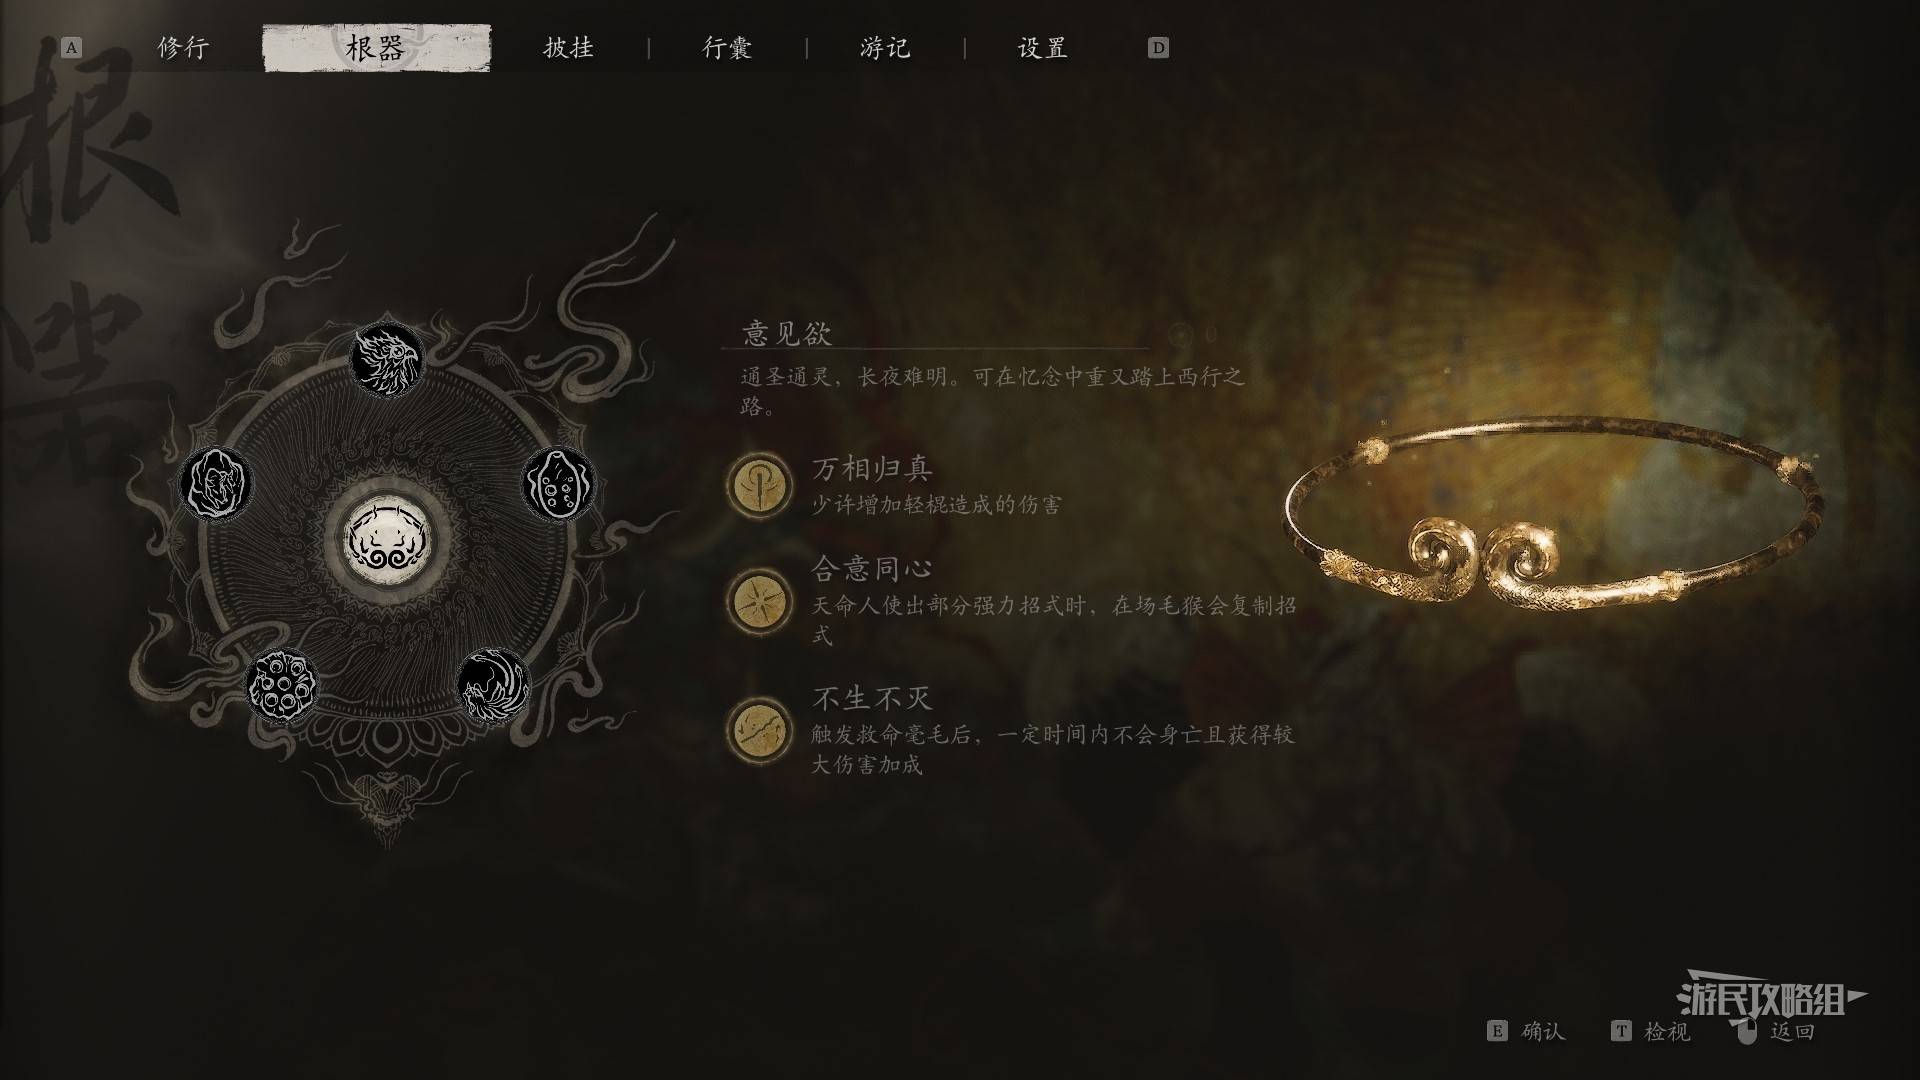 A 修行 根器 披挂 | 行囊 | 游记 | 设置 D
根器
意见欲 0
通圣通灵，长夜难明。可在忆念中重又踏上西行之
路。
万相归真
少许增加轻棍造成的伤害
合意同心
天命人使出部分强力招式时，在场毛猴会复制招
式
不生不灭
触发救命毫毛后，一定时间内不会身亡且获得较
大伤害加成
游民攻略组
E 确认 T 检视 返回